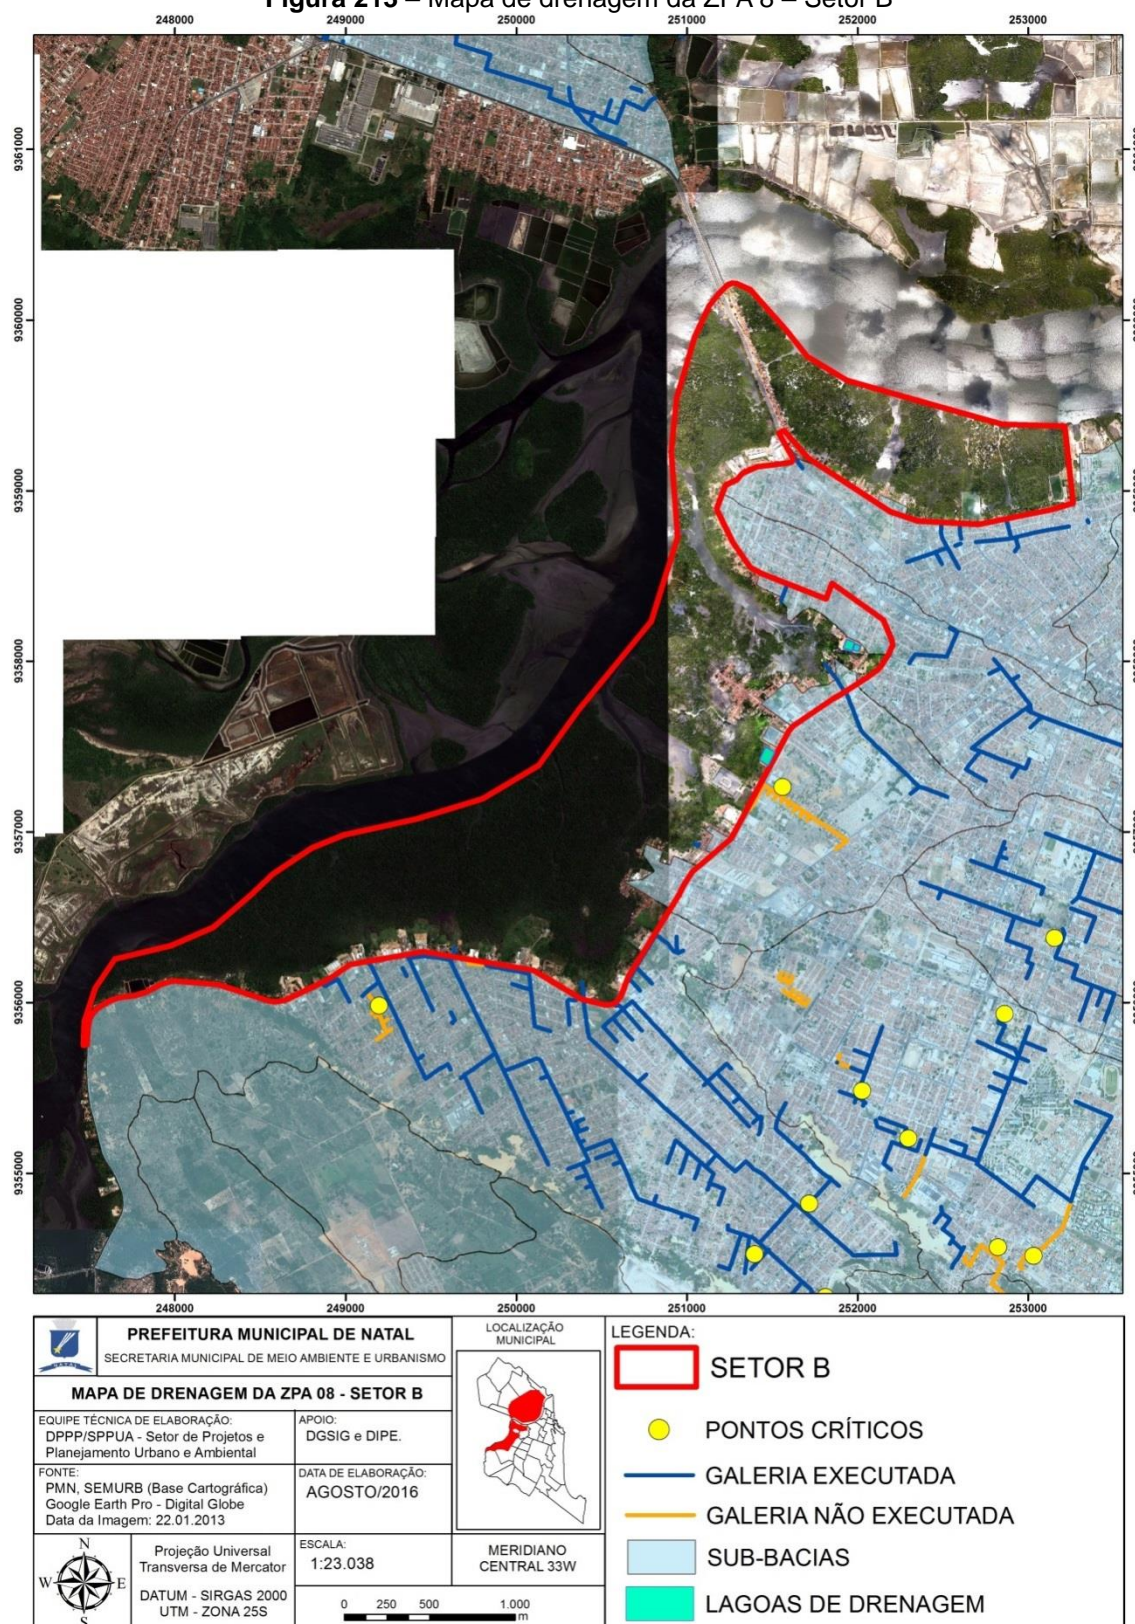 Figura 213 – Mapa de drenagem da ZPA 8 – Setor B
248000 249000 250000 251000 252000 253000
9361000
9360000
9359000
9358000
9357000
9356000
9355000
248000 249000 250000 251000 252000 253000
NATAL
PREFEITURA MUNICIPAL DE NATAL
SECRETARIA MUNICIPAL DE MEIO AMBIENTE E URBANISMO
MAPA DE DRENAGEM DA ZPA 08 - SETOR B
EQUIPE TÉCNICA DE ELABORAÇÃO:
DPPP/SPPUA - Setor de Projetos e
Planejamento Urbano e Ambiental
APOIO:
DGSIG e DIPE.
FONTE:
PMN, SEMURB (Base Cartográfica)
Google Earth Pro - Digital Globe
Data da Imagem: 22.01.2013
DATA DE ELABORAÇÃO:
AGOSTO/2016
N
W E
S
Projeção Universal
Transversa de Mercator
DATUM - SIRGAS 2000
UTM - ZONA 25S
ESCALA:
1:23.038
0 250 500 1.000
m
LOCALIZAÇÃO
MUNICIPAL
MERIDIANO
CENTRAL 33W
LEGENDA:
SETOR B
PONTOS CRÍTICOS
GALERIA EXECUTADA
GALERIA NÃO EXECUTADA
SUB-BACIAS
LAGOAS DE DRENAGEM